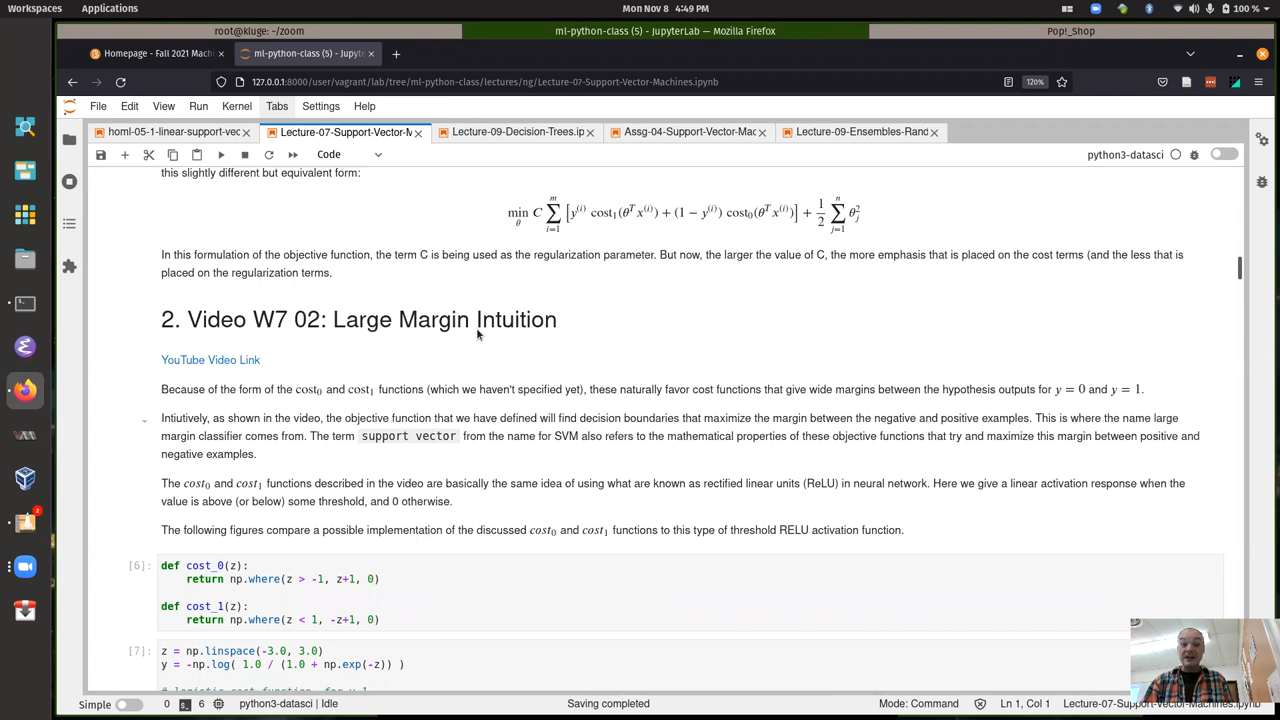 Workspaces Applications Mon Nov 8 4:49 PM 100 %
root@kluge: ~/zoom ml-python-class (5) — JupyterLab — Mozilla Firefox Pop!_Shop
Homepage - Fall 2021 Machi ml-python-class (5) - Jupyte
127.0.0.1:8000/user/vagrant/lab/tree/ml-python-class/lectures/ng/Lecture-07-Support-Vector-Machines.ipynb 120%
File Edit View Run Kernel Tabs Settings Help
homl-05-1-linear-support-vec Lecture-07-Support-Vector-M Lecture-09-Decision-Trees.ip Assg-04-Support-Vector-Mac Lecture-09-Ensembles-Rand
Code python3-datasci
this slightly different but equivalent form:
min_θ C ∑_{i=1}^{m} [y^{(i)} cost_1(θ^T x^{(i)}) + (1 − y^{(i)}) cost_0(θ^T x^{(i)})] + 1/2 ∑_{j=1}^{n} θ_j^2
In this formulation of the objective function, the term C is being used as the regularization parameter. But now, the larger the value of C, the more emphasis that is placed on the cost terms (and the less that is
placed on the regularization terms.
2. Video W7 02: Large Margin Intuition
YouTube Video Link
Because of the form of the cost₀ and cost₁ functions (which we haven't specified yet), these naturally favor cost functions that give wide margins between the hypothesis outputs for y = 0 and y = 1.
Intiutively, as shown in the video, the objective function that we have defined will find decision boundaries that maximize the margin between the negative and positive examples. This is where the name large
margin classifier comes from. The term support vector from the name for SVM also refers to the mathematical properties of these objective functions that try and maximize this margin between positive and
negative examples.
The cost₀ and cost₁ functions described in the video are basically the same idea of using what are known as rectified linear units (ReLU) in neural network. Here we give a linear activation response when the
value is above (or below) some threshold, and 0 otherwise.
The following figures compare a possible implementation of the discussed cost₀ and cost₁ functions to this type of threshold RELU activation function.
[6]: def cost_0(z):
return np.where(z > -1, z+1, 0)
def cost_1(z):
return np.where(z < 1, -z+1, 0)
[7]: z = np.linspace(-3.0, 3.0)
y = -np.log( 1.0 / (1.0 + np.exp(-z)) )
Simple 0 6 python3-datasci | Idle Saving completed Mode: Command Ln 1, Col 1 Lecture-07-Support-Vector-Machines.ipynb